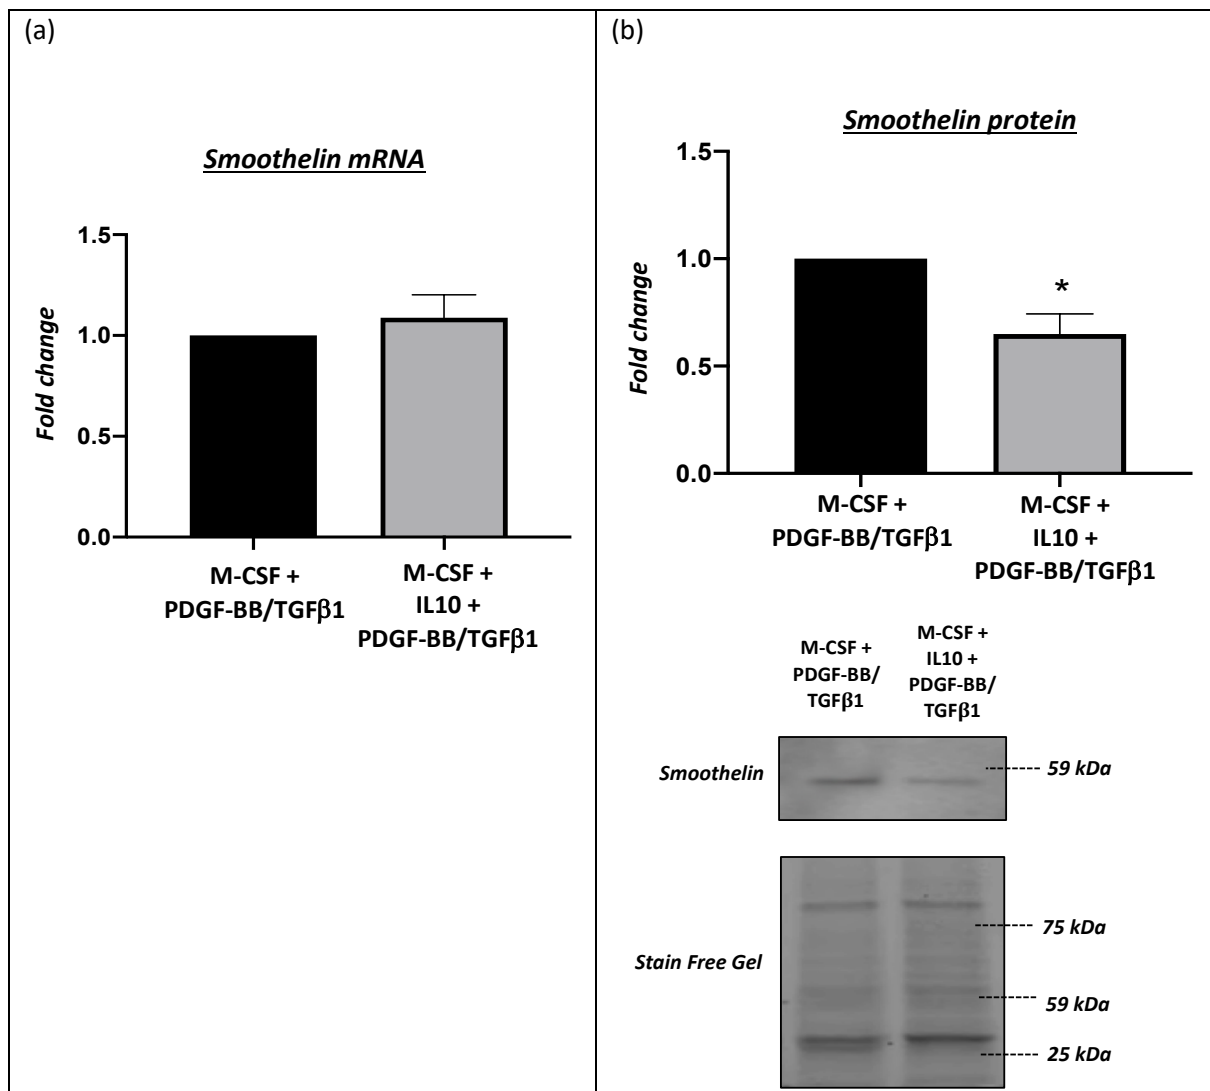 (a)
Smoothelin mRNA
Fold change
1.5
1.0
0.5
0.0
M-CSF +
PDGF-BB/TGFβ1
M-CSF +
IL10 +
PDGF-BB/TGFβ1
(b)
Smoothelin protein
Fold change
1.5
1.0
0.5
0.0
*
M-CSF +
PDGF-BB/TGFβ1
M-CSF +
IL10 +
PDGF-BB/TGFβ1
M-CSF +
PDGF-BB/
TGFβ1
M-CSF +
IL10 +
PDGF-BB/
TGFβ1
Smoothelin
59 kDa
Stain Free Gel
75 kDa
59 kDa
25 kDa